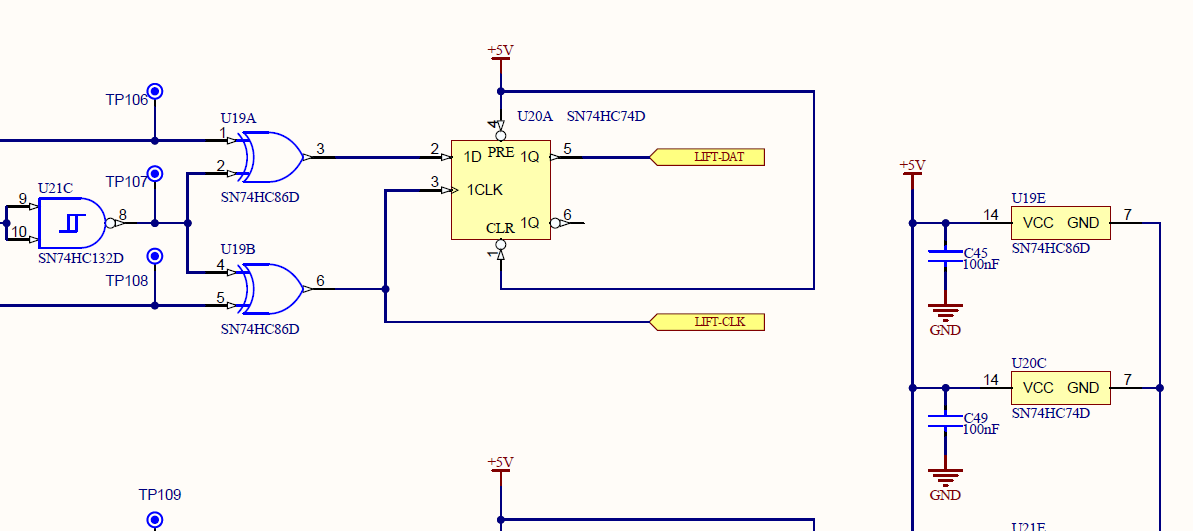 +5V
TP106
U19A
1
2
3
SN74HC86D
U20A SN74HC74D
4
PRE
2 1D 1Q 5
LIFT-DAT
3 1CLK
1Q 6
CLR
1
TP107
U21C
9
10
8
SN74HC132D
U19B
4
5
6
SN74HC86D
TP108
LIFT-CLK
+5V
U19E
14 VCC GND 7
SN74HC86D
C45
100nF
GND
U20C
14 VCC GND 7
SN74HC74D
C49
100nF
GND
+5V
TP109